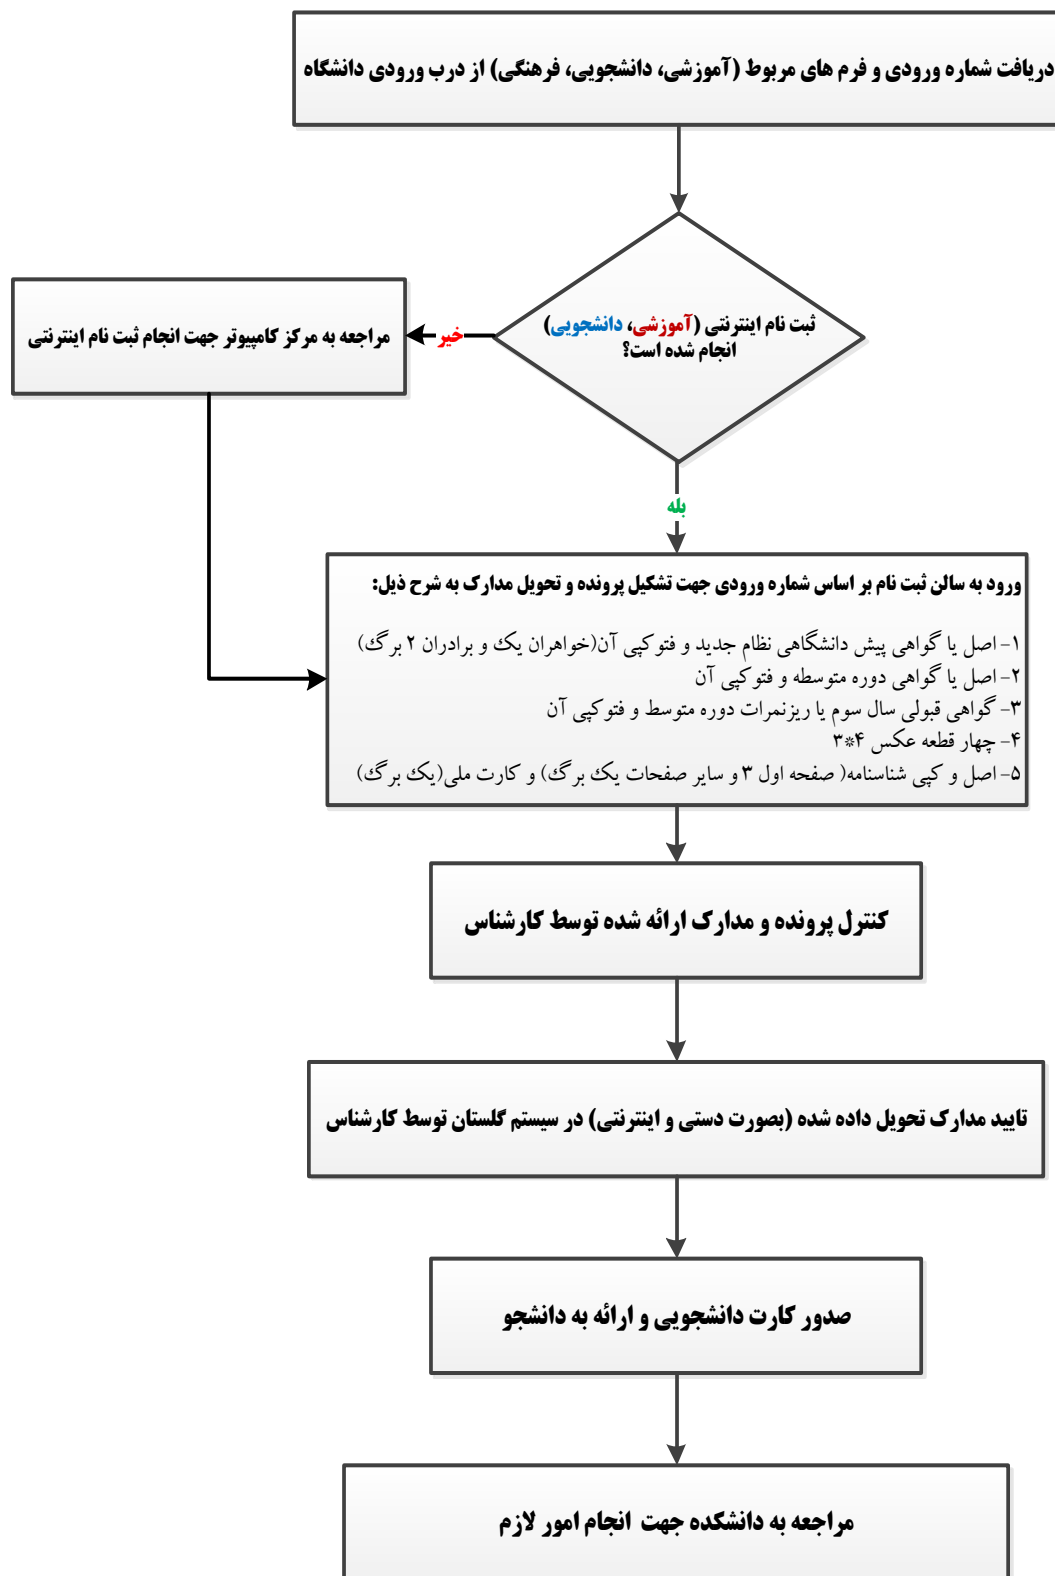 دریافت شماره ورودی و فرم های مربوط (آموزشی، دانشجویی، فرهنگی) از درب ورودی دانشگاه
ثبت نام اینترنتی (آموزشی، دانشجویی)
انجام شده است؟
خیر
مراجعه به مرکز کامپیوتر جهت انجام ثبت نام اینترنتی
بله
ورود به سالن ثبت نام بر اساس شماره ورودی جهت تشکیل پرونده و تحویل مدارک به شرح ذیل:
۱- اصل یا گواهی پیش دانشگاهی نظام جدید و فتوکپی آن(خواهران یک و برادران ۲ برگ)
۲- اصل یا گواهی دوره متوسطه و فتوکپی آن
۳- گواهی قبولی سال سوم یا ریزنمرات دوره متوسط و فتوکپی آن
۴- چهار قطعه عکس ۴*۳
۵- اصل و کپی شناسنامه( صفحه اول ۳ و سایر صفحات یک برگ) و کارت ملی(یک برگ)
کنترل پرونده و مدارک ارائه شده توسط کارشناس
تایید مدارک تحویل داده شده (بصورت دستی و اینترنتی) در سیستم گلستان توسط کارشناس
صدور کارت دانشجویی و ارائه به دانشجو
مراجعه به دانشکده جهت انجام امور لازم